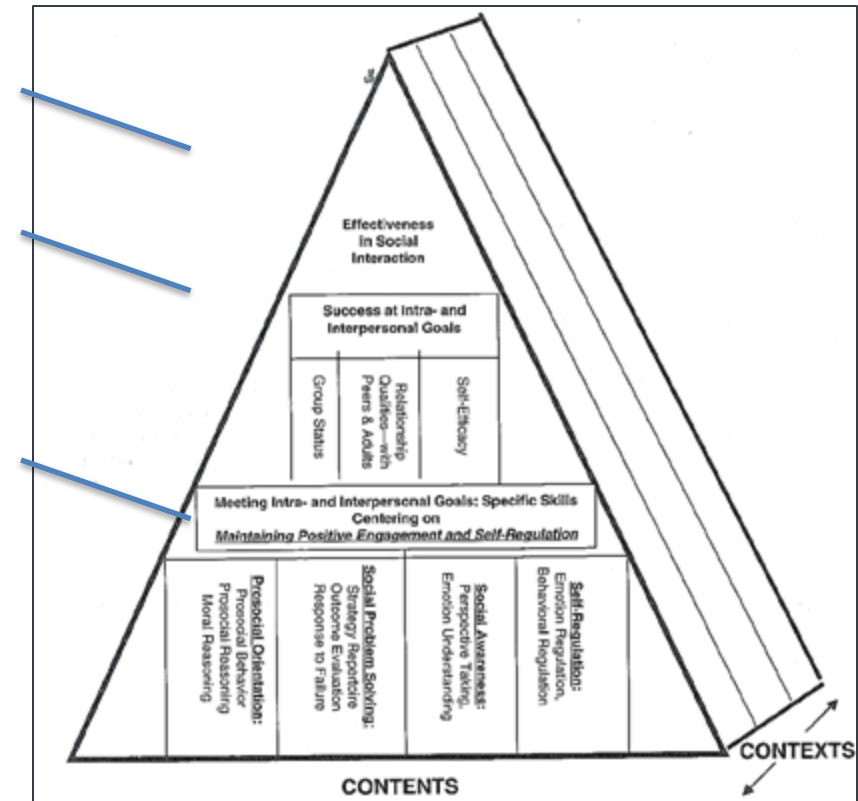 Effectiveness
in Social
Interaction
Success at Intra- and
Interpersonal Goals
Group Status
Relationship
Qualities—with
Peers & Adults
Self-Efficacy
Meeting Intra- and Interpersonal Goals: Specific Skills
Centering on
Maintaining Positive Engagement and Self-Regulation
Prosocial Orientation:
Prosocial Behavior
Prosocial Reasoning
Moral Reasoning
Social Problem Solving:
Strategy Repertoire
Outcome Evaluation
Response to Failure
Social Awareness:
Perspective Taking,
Emotion Understanding
Self-Regulation:
Emotion Regulation,
Behavioral Regulation
CONTEXTS
CONTENTS